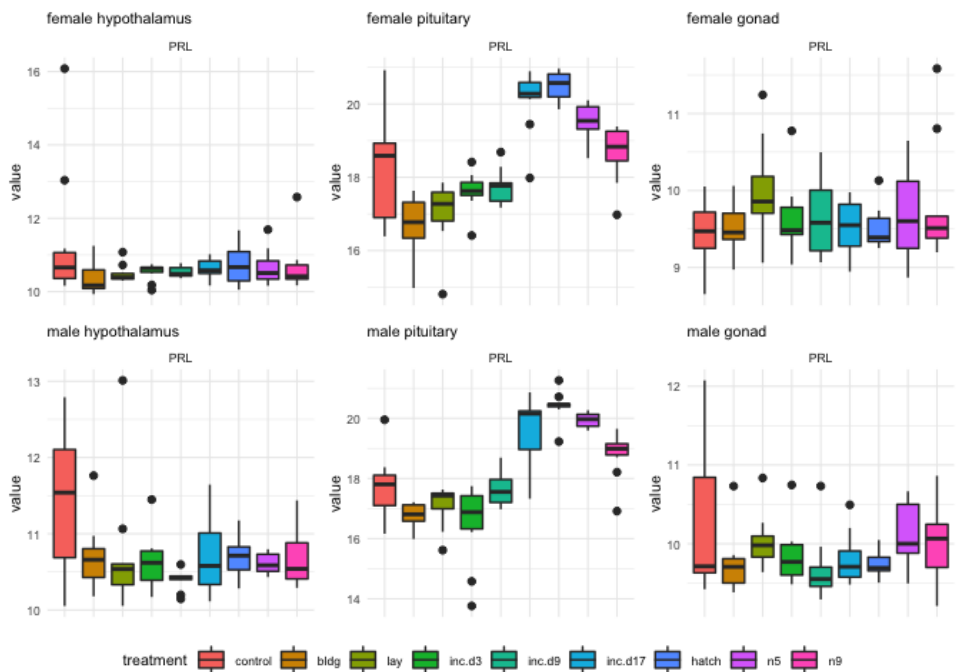 female hypothalamus
PRL
value
16
14
12
10
female pituitary
PRL
value
20
18
16
female gonad
PRL
value
11
10
9
male hypothalamus
PRL
value
13
12
11
10
male pituitary
PRL
value
20
18
16
14
male gonad
PRL
value
12
11
10
treatment control bldg lay inc.d3 inc.d9 inc.d17 hatch n5 n9